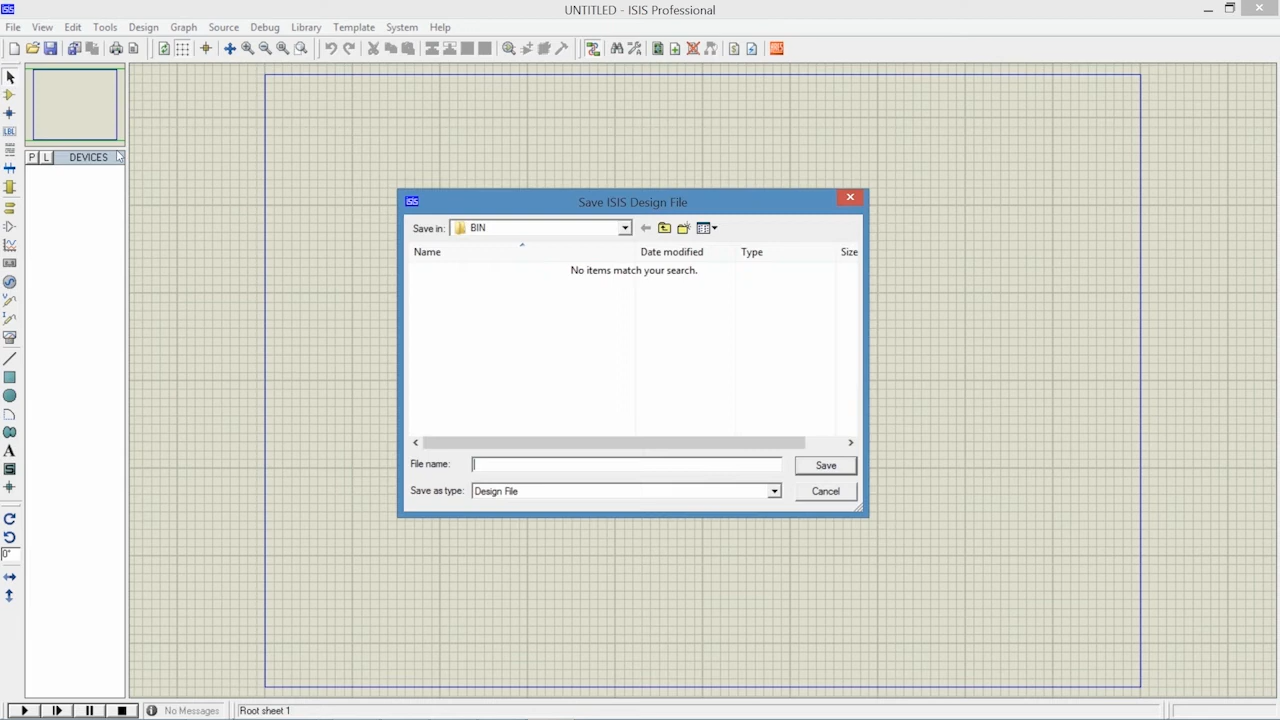 UNTITLED - ISIS Professional
File View Edit Tools Design Graph Source Debug Library Template System Help
LBL
P L DEVICES
Save ISIS Design File
Save in: BIN
Name Date modified Type Size
No items match your search.
File name: Save
Save as type: Design File Cancel
A
0°
No Messages Root sheet 1